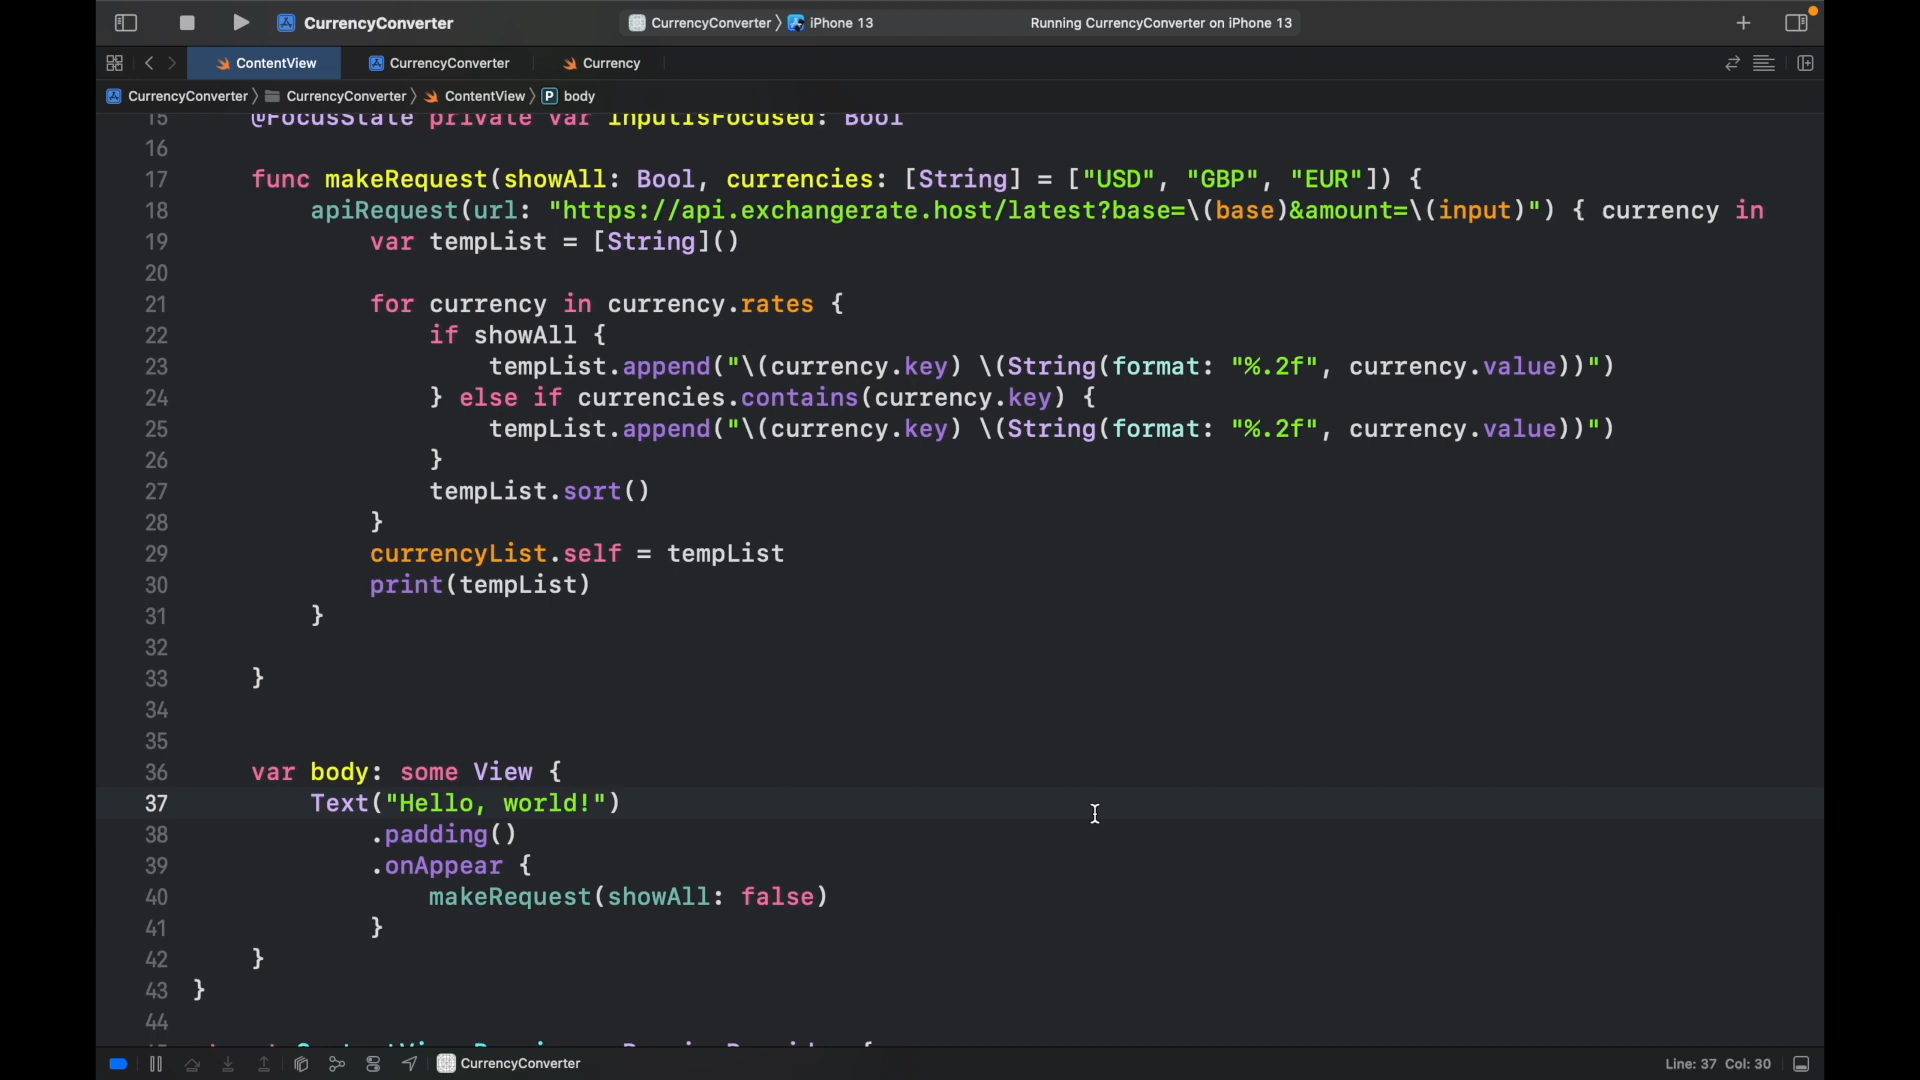 CurrencyConverter
CurrencyConverter 〉 iPhone 13
Running CurrencyConverter on iPhone 13
ContentView
CurrencyConverter
Currency
CurrencyConverter 〉 CurrencyConverter 〉 ContentView 〉 P body
15 @FocusState private var inputIsFocused: Bool
16
17 func makeRequest(showAll: Bool, currencies: [String] = ["USD", "GBP", "EUR"]) {
18 apiRequest(url: "https://api.exchangerate.host/latest?base=\(base)&amount=\(input)") { currency in
19 var tempList = [String]()
20
21 for currency in currency.rates {
22 if showAll {
23 tempList.append("\(currency.key) \(String(format: "%.2f", currency.value))")
24 } else if currencies.contains(currency.key) {
25 tempList.append("\(currency.key) \(String(format: "%.2f", currency.value))")
26 }
27 tempList.sort()
28 }
29 currencyList.self = tempList
30 print(tempList)
31 }
32
33 }
34
35
36 var body: some View {
37 Text("Hello, world!")
38 .padding()
39 .onAppear {
40 makeRequest(showAll: false)
41 }
42 }
43 }
44
CurrencyConverter
Line: 37 Col: 30